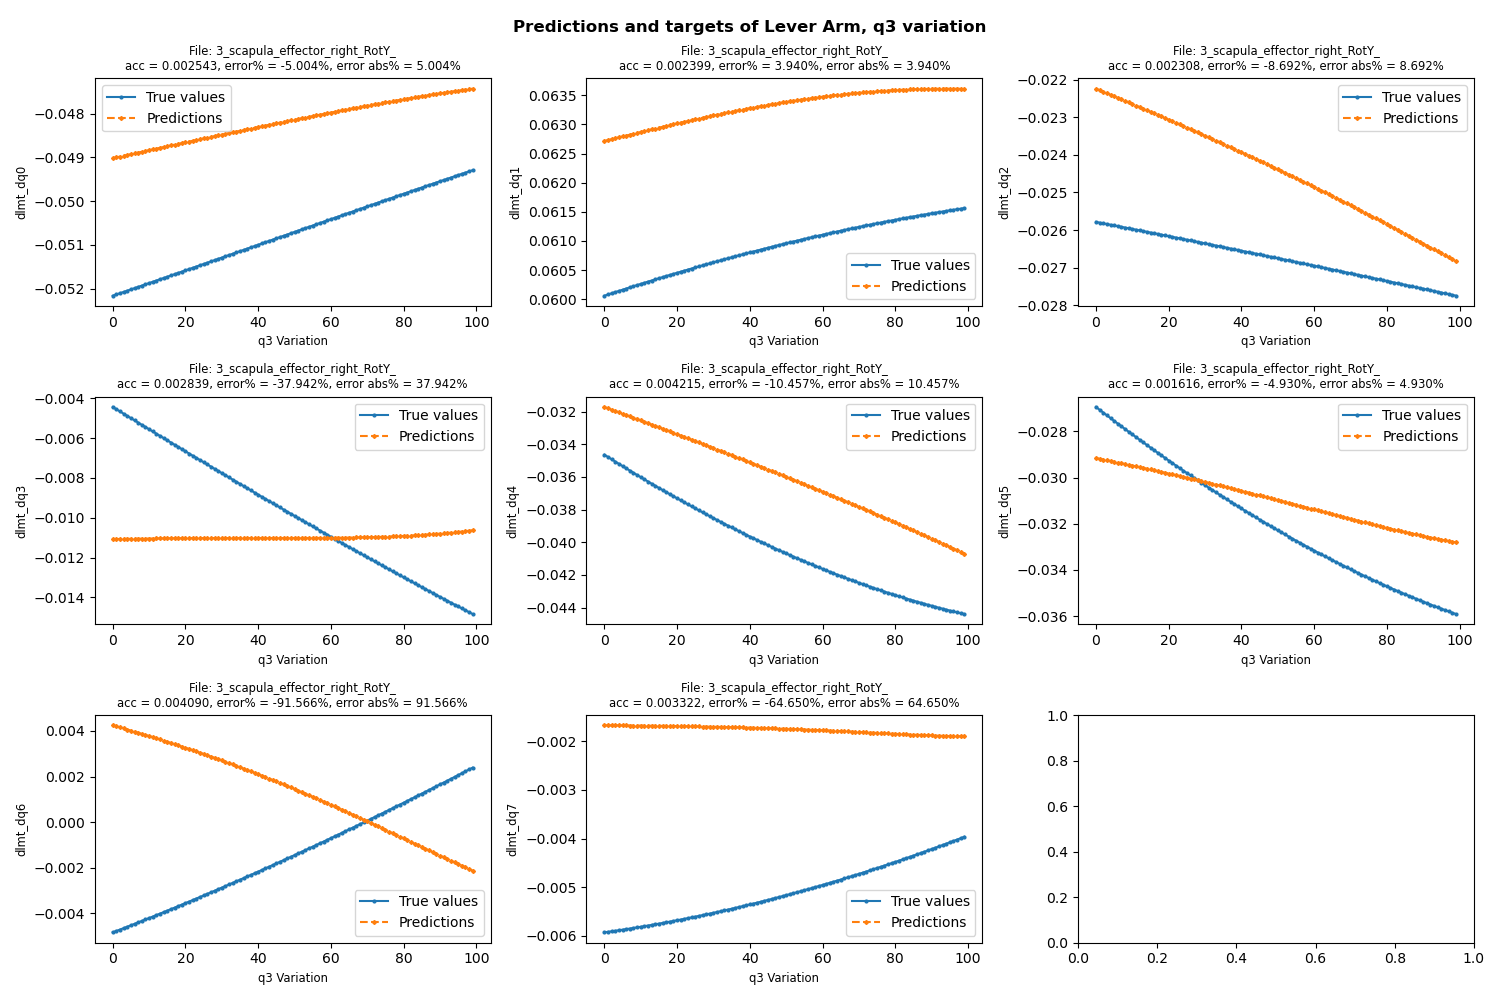 Predictions and targets of Lever Arm, q3 variation
File: 3_scapula_effector_right_RotY_
acc = 0.002543, error% = -5.004%, error abs% = 5.004%
−0.048
−0.049
−0.050
−0.051
−0.052
dlmt_dq0
True values
Predictions
0 20 40 60 80 100
q3 Variation
File: 3_scapula_effector_right_RotY_
acc = 0.002399, error% = 3.940%, error abs% = 3.940%
0.0635
0.0630
0.0625
0.0620
0.0615
0.0610
0.0605
0.0600
dlmt_dq1
True values
Predictions
0 20 40 60 80 100
q3 Variation
File: 3_scapula_effector_right_RotY_
acc = 0.002308, error% = -8.692%, error abs% = 8.692%
−0.022
−0.023
−0.024
−0.025
−0.026
−0.027
−0.028
dlmt_dq2
True values
Predictions
0 20 40 60 80 100
q3 Variation
File: 3_scapula_effector_right_RotY_
acc = 0.002839, error% = -37.942%, error abs% = 37.942%
−0.004
−0.006
−0.008
−0.010
−0.012
−0.014
dlmt_dq3
True values
Predictions
0 20 40 60 80 100
q3 Variation
File: 3_scapula_effector_right_RotY_
acc = 0.004215, error% = -10.457%, error abs% = 10.457%
−0.032
−0.034
−0.036
−0.038
−0.040
−0.042
−0.044
dlmt_dq4
True values
Predictions
0 20 40 60 80 100
q3 Variation
File: 3_scapula_effector_right_RotY_
acc = 0.001616, error% = -4.930%, error abs% = 4.930%
−0.028
−0.030
−0.032
−0.034
−0.036
dlmt_dq5
True values
Predictions
0 20 40 60 80 100
q3 Variation
File: 3_scapula_effector_right_RotY_
acc = 0.004090, error% = -91.566%, error abs% = 91.566%
0.004
0.002
0.000
−0.002
−0.004
dlmt_dq6
True values
Predictions
0 20 40 60 80 100
q3 Variation
File: 3_scapula_effector_right_RotY_
acc = 0.003322, error% = -64.650%, error abs% = 64.650%
−0.002
−0.003
−0.004
−0.005
−0.006
dlmt_dq7
True values
Predictions
0 20 40 60 80 100
q3 Variation
1.0
0.8
0.6
0.4
0.2
0.0
0.0 0.2 0.4 0.6 0.8 1.0